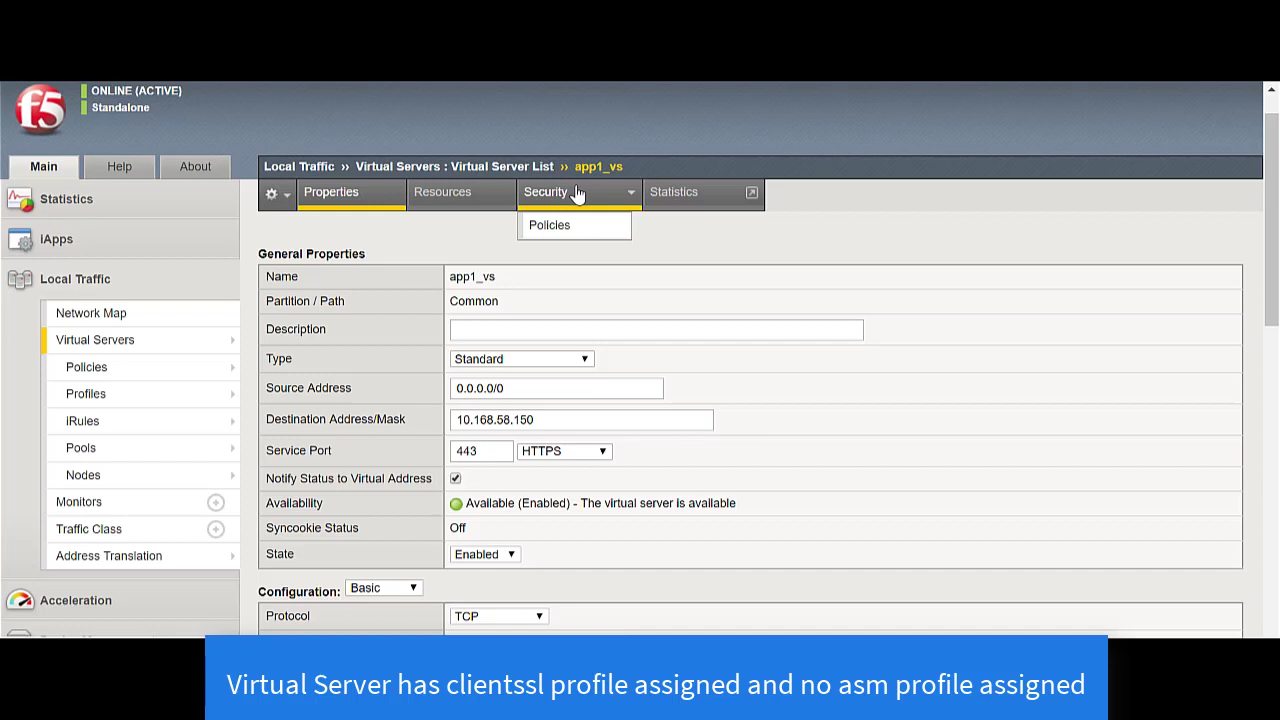 f5
ONLINE (ACTIVE)
Standalone
Main Help About
Local Traffic ›› Virtual Servers : Virtual Server List ›› app1_vs
Properties Resources Security Statistics
Policies
Statistics
iApps
Local Traffic
Network Map
Virtual Servers
Policies
Profiles
iRules
Pools
Nodes
Monitors
Traffic Class
Address Translation
Acceleration
General Properties
Name app1_vs
Partition / Path Common
Description
Type Standard
Source Address 0.0.0.0/0
Destination Address/Mask 10.168.58.150
Service Port 443 HTTPS
Notify Status to Virtual Address
Availability Available (Enabled) - The virtual server is available
Syncookie Status Off
State Enabled
Configuration: Basic
Protocol TCP
Virtual Server has clientssl profile assigned and no asm profile assigned